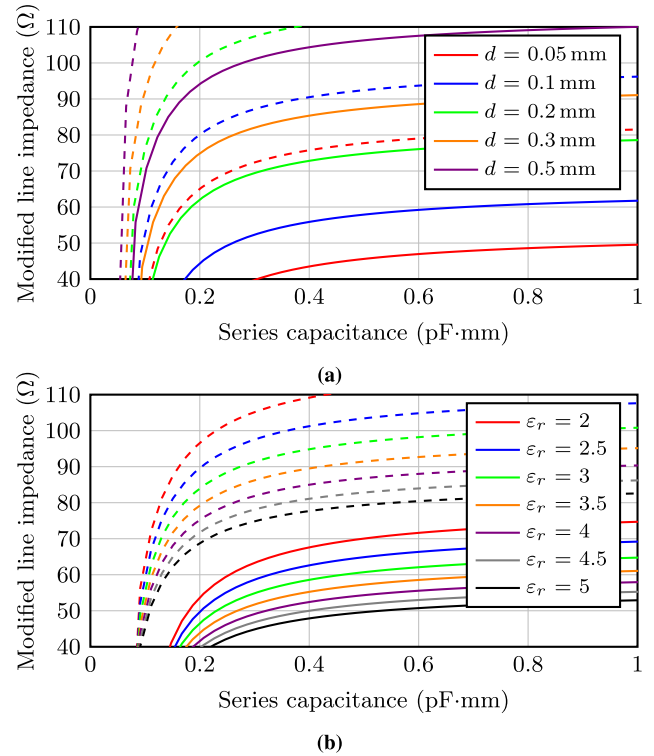 110
100
90
80
70
60
50
40
Modified line impedance (Ω)
d = 0.05 mm
d = 0.1 mm
d = 0.2 mm
d = 0.3 mm
d = 0.5 mm
0 0.2 0.4 0.6 0.8 1
Series capacitance (pF·mm)
(a)
110
100
90
80
70
60
50
40
Modified line impedance (Ω)
εr = 2
εr = 2.5
εr = 3
εr = 3.5
εr = 4
εr = 4.5
εr = 5
0 0.2 0.4 0.6 0.8 1
Series capacitance (pF·mm)
(b)